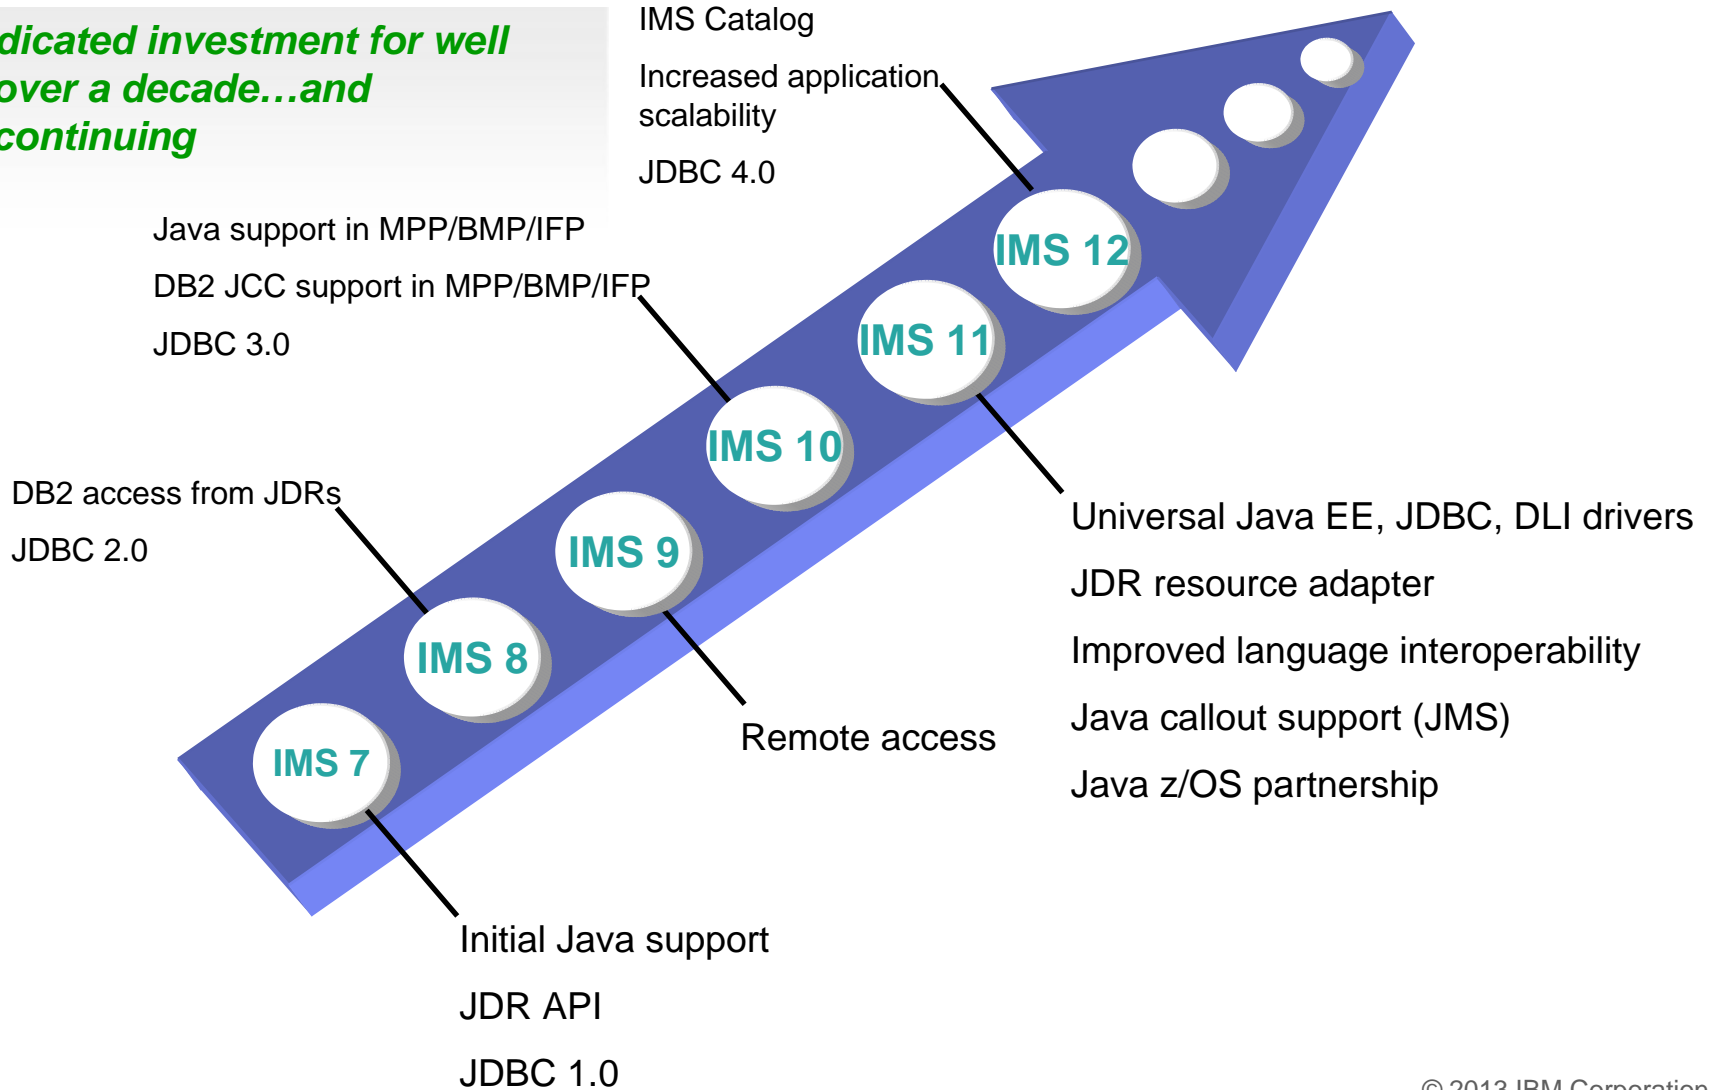 dicated investment for well
over a decade…and
continuing
IMS Catalog
Increased application
scalability
JDBC 4.0
Java support in MPP/BMP/IFP
DB2 JCC support in MPP/BMP/IFP
JDBC 3.0
DB2 access from JDRs
JDBC 2.0
IMS 12
IMS 11
IMS 10
IMS 9
IMS 8
IMS 7
Universal Java EE, JDBC, DLI drivers
JDR resource adapter
Improved language interoperability
Java callout support (JMS)
Java z/OS partnership
Remote access
Initial Java support
JDR API
JDBC 1.0
© 2013 IBM Corporation